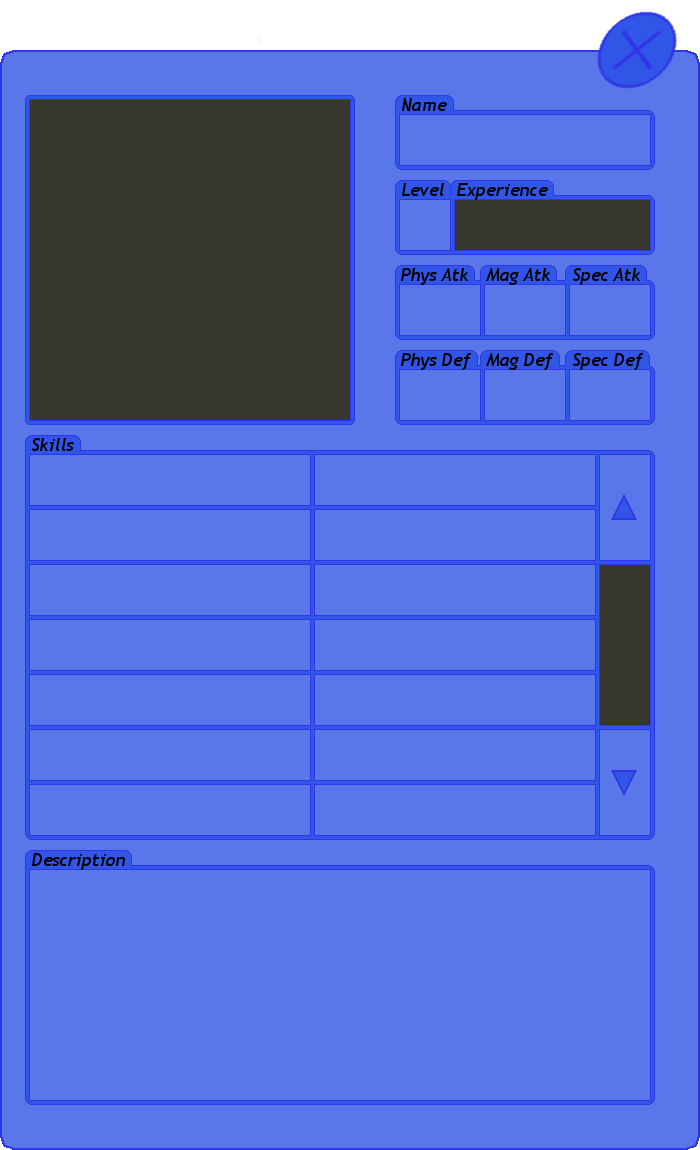 Name
Level Experience
Phys Atk Mag Atk Spec Atk
Phys Def Mag Def Spec Def
Skills
Description